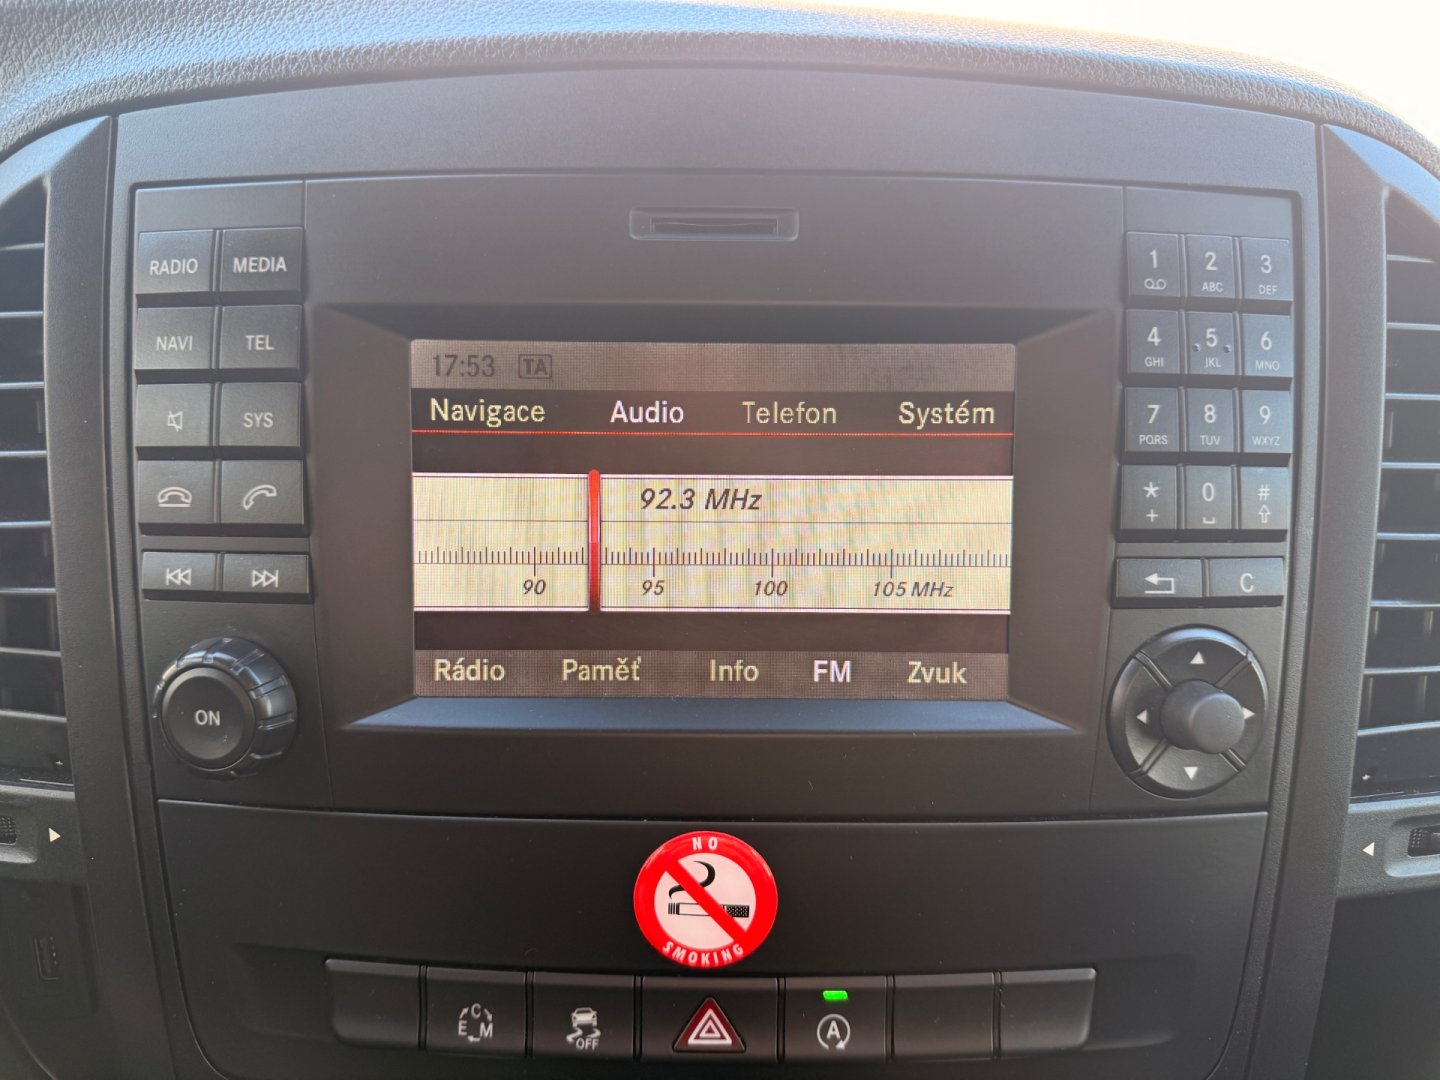 RADIO MEDIA
NAVI TEL
SYS
ON
17:53 TA
Navigace Audio Telefon Systém
92.3 MHz
90 95 100 105 MHz
Rádio Paměť Info FM Zvuk
1 2 3
ABC DEF
4 5 6
GHI JKL MNO
7 8 9
PQRS TUV WXYZ
* 0 #
+
C
NO
SMOKING
C
E M
OFF
A